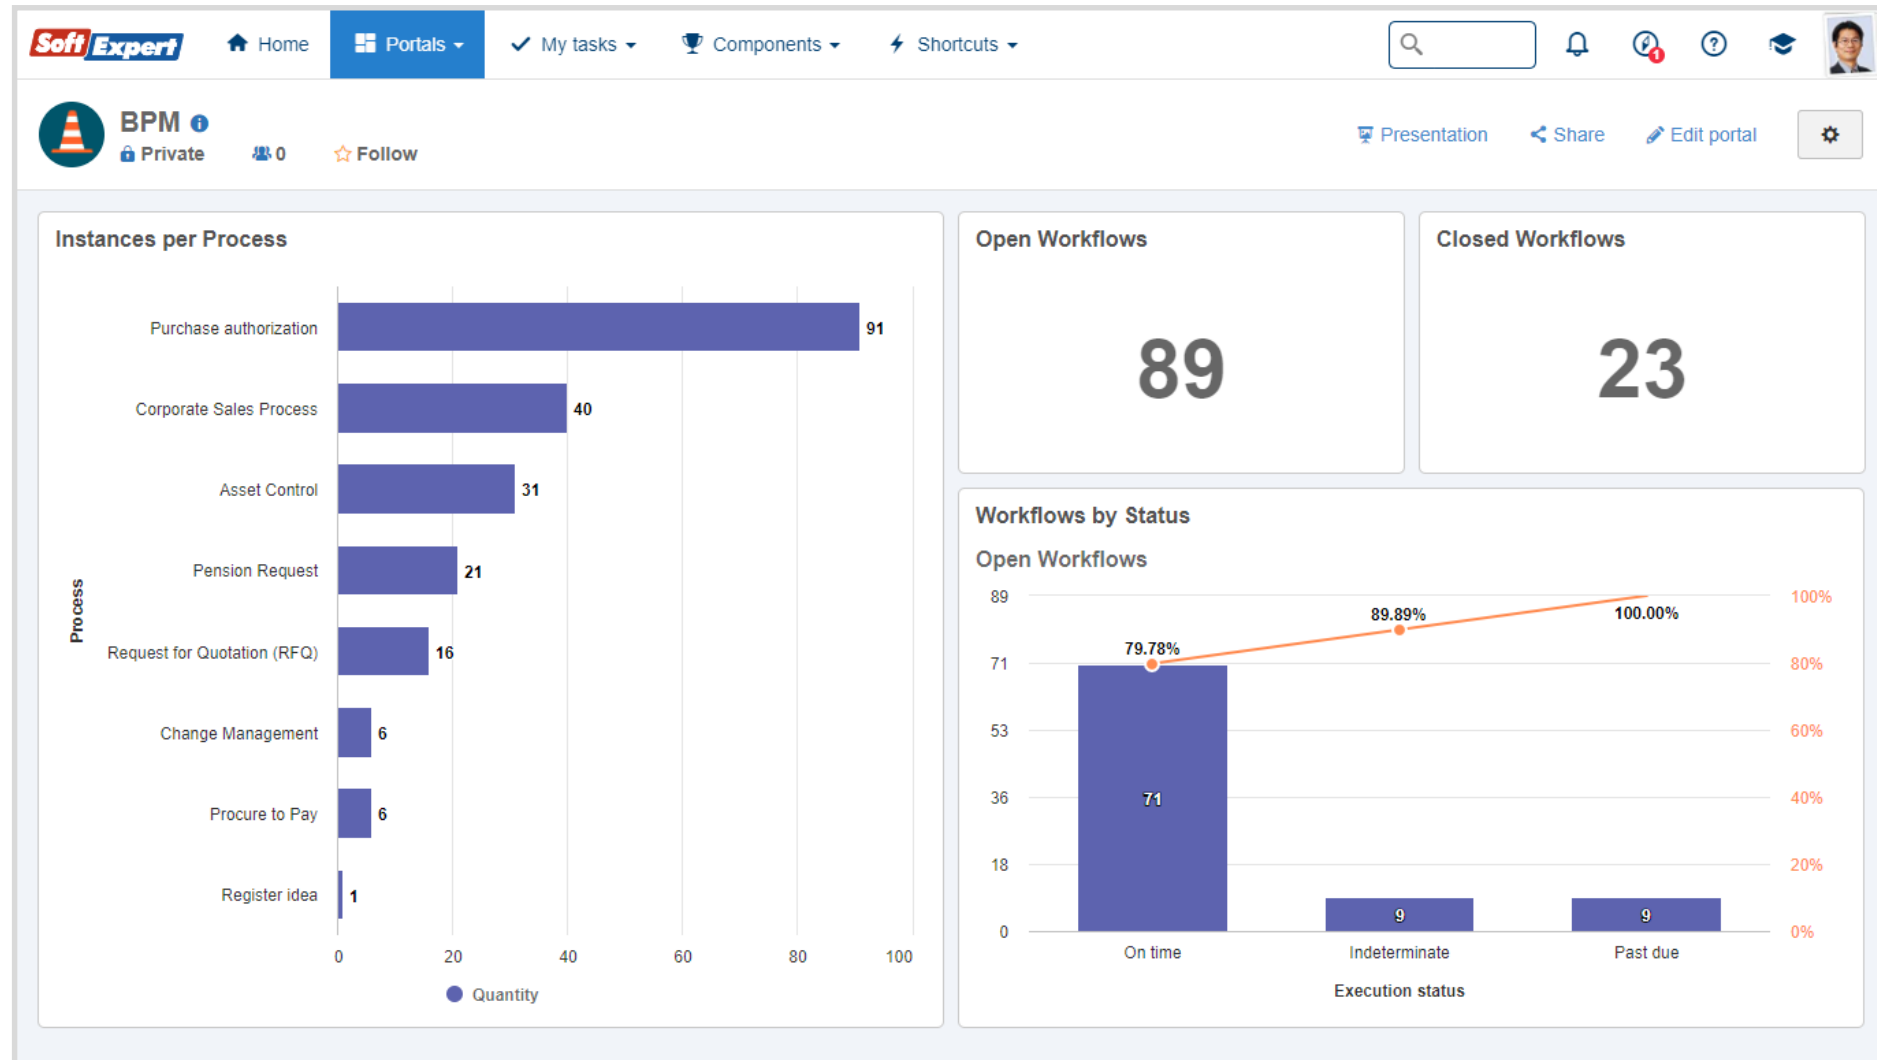 SoftExpert
Home
Portals
My tasks
Components
Shortcuts
1
BPM
Private
0
Follow
Presentation
Share
Edit portal
Instances per Process
Process
Purchase authorization
91
Corporate Sales Process
40
Asset Control
31
Pension Request
21
Request for Quotation (RFQ)
16
Change Management
6
Procure to Pay
6
Register idea
1
0 20 40 60 80 100
Quantity
Open Workflows
89
Closed Workflows
23
Workflows by Status
Open Workflows
89
71
53
36
18
0
79.78%
89.89%
100.00%
71
9
9
100%
80%
60%
40%
20%
0%
On time
Indeterminate
Past due
Execution status